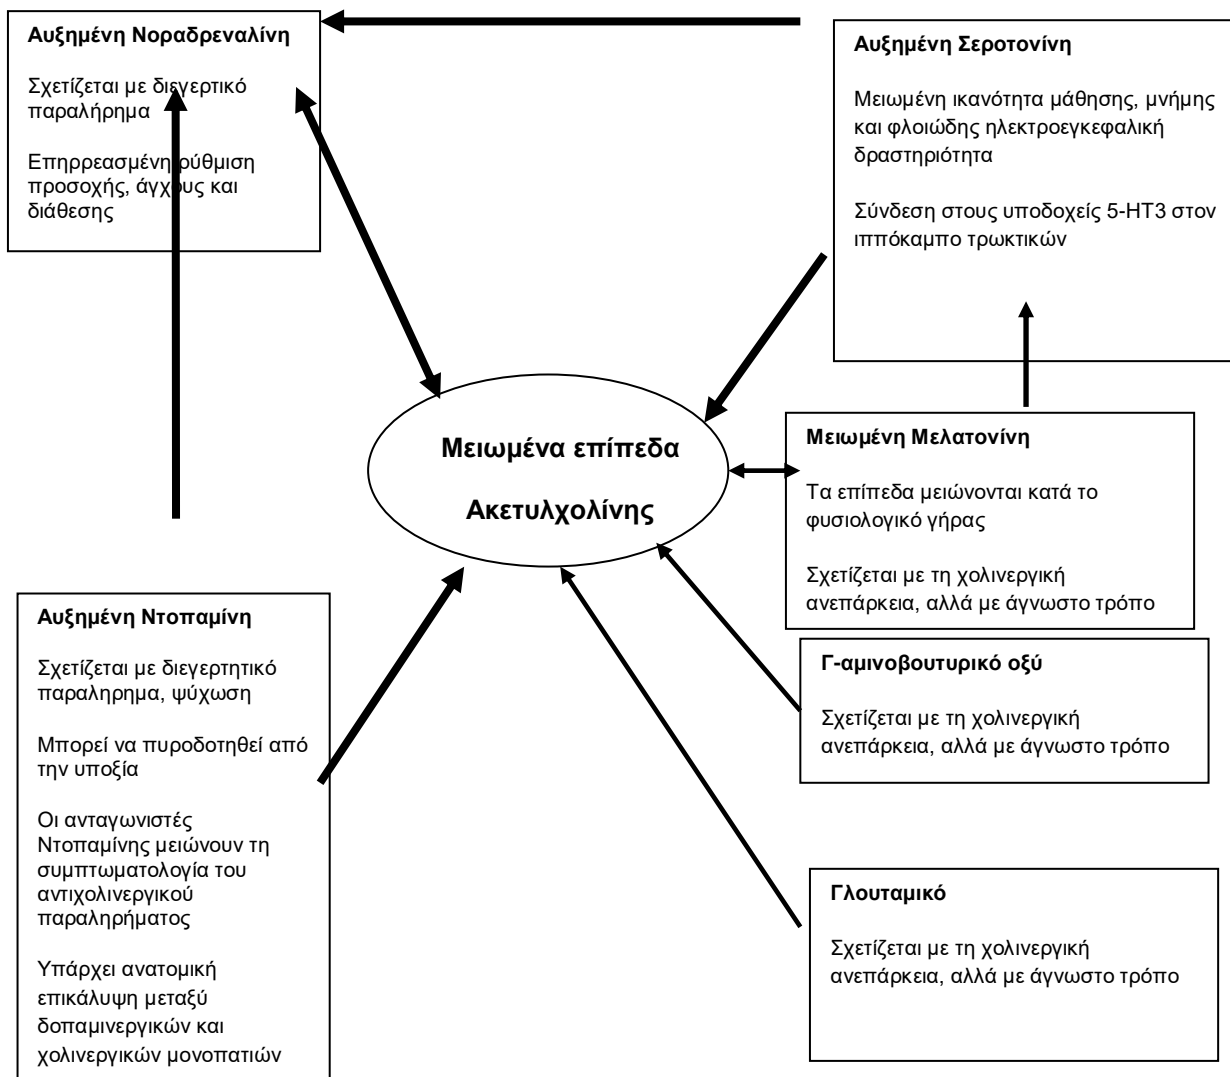 Αυξημένη Νοραδρεναλίνη
Σχετίζεται με διεγερτικό
παραλήρημα
Επηρρεασμένη ρύθμιση
προσοχής, άγχους και
διάθεσης
Αυξημένη Σεροτονίνη
Μειωμένη ικανότητα μάθησης, μνήμης
και φλοιώδης ηλεκτροεγκεφαλική
δραστηριότητα
Σύνδεση στους υποδοχείς 5-HT3 στον
ιππόκαμπο τρωκτικών
Μειωμένα επίπεδα
Ακετυλχολίνης
Μειωμένη Μελατονίνη
Τα επίπεδα μειώνονται κατά το
φυσιολογικό γήρας
Σχετίζεται με τη χολινεργική
ανεπάρκεια, αλλά με άγνωστο τρόπο
Αυξημένη Ντοπαμίνη
Σχετίζεται με διεγερτητικό
παραληρημα, ψύχωση
Μπορεί να πυροδοτηθεί από
την υποξία
Οι ανταγωνιστές
Ντοπαμίνης μειώνουν τη
συμπτωματολογία του
αντιχολινεργικού
παραληρήματος
Υπάρχει ανατομική
επικάλυψη μεταξύ
δοπαμινεργικών και
χολινεργικών μονοπατιών
Γ-αμινοβουτυρικό οξύ
Σχετίζεται με τη χολινεργική
ανεπάρκεια, αλλά με άγνωστο τρόπο
Γλουταμικό
Σχετίζεται με τη χολινεργική
ανεπάρκεια, αλλά με άγνωστο τρόπο